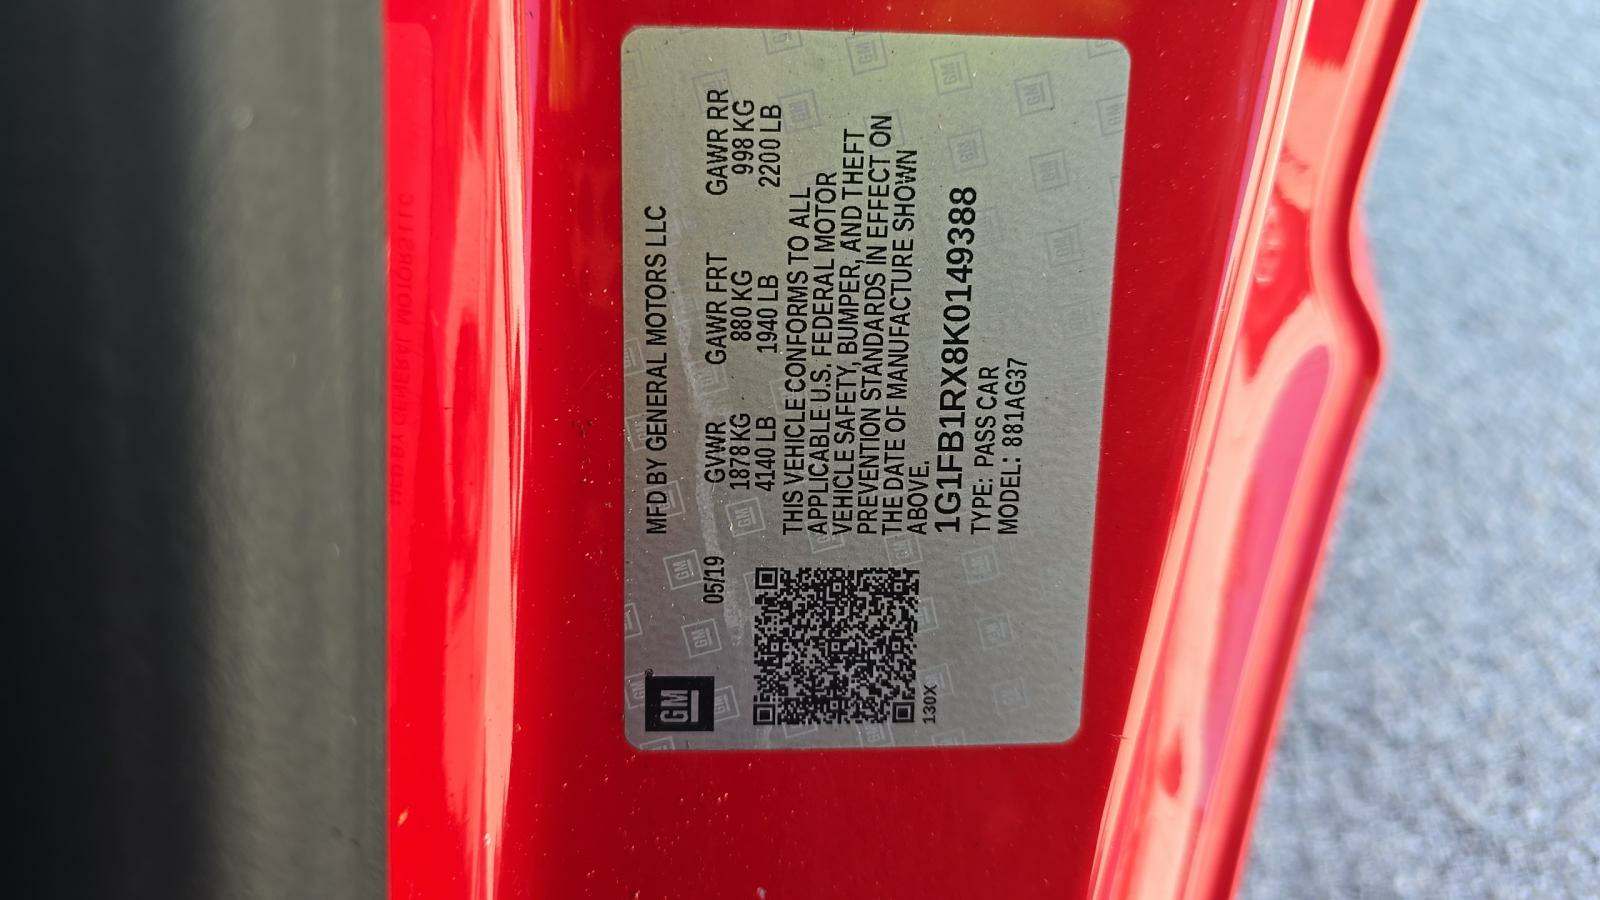 GM
MFD BY GENERAL MOTORS LLC
05/19
GVWR GAWR FRT GAWR RR
1878 KG 880 KG 998 KG
4140 LB 1940 LB 2200 LB
THIS VEHICLE CONFORMS TO ALL
APPLICABLE U.S. FEDERAL MOTOR
VEHICLE SAFETY, BUMPER, AND THEFT
PREVENTION STANDARDS IN EFFECT ON
THE DATE OF MANUFACTURE SHOWN
ABOVE.
1G1FB1RX8K0149388
TYPE: PASS CAR
MODEL: 881AG37
130X